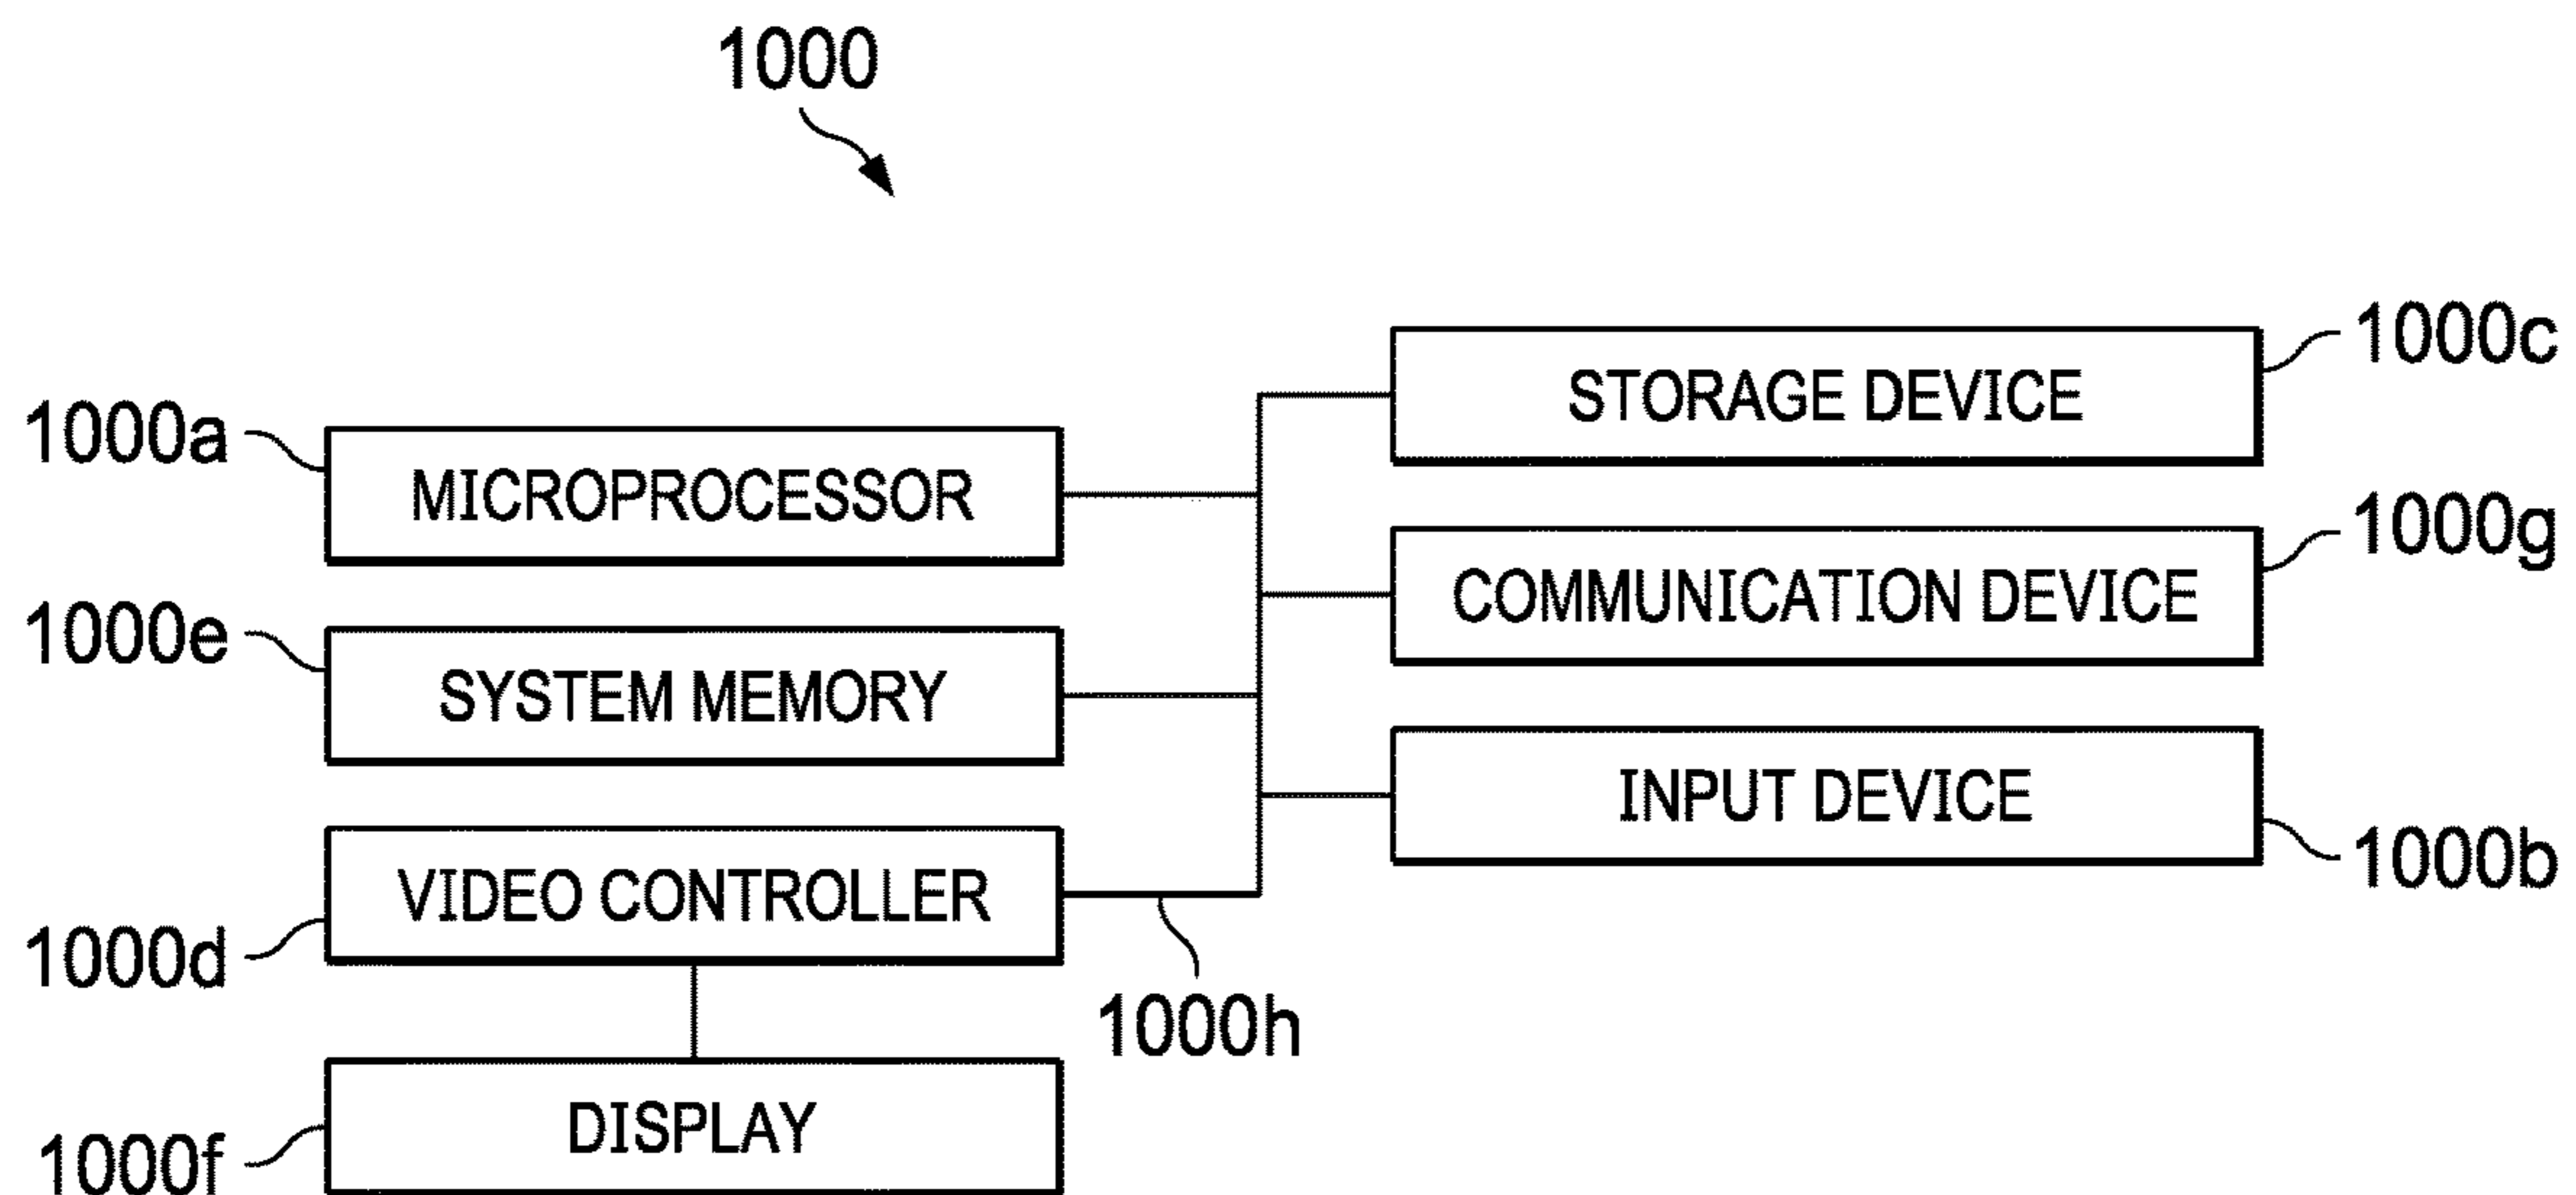 1000
1000c
STORAGE DEVICE
1000a
MICROPROCESSOR
1000g
COMMUNICATION DEVICE
1000e
SYSTEM MEMORY
INPUT DEVICE
1000b
VIDEO CONTROLLER
1000d
1000h
DISPLAY
1000f